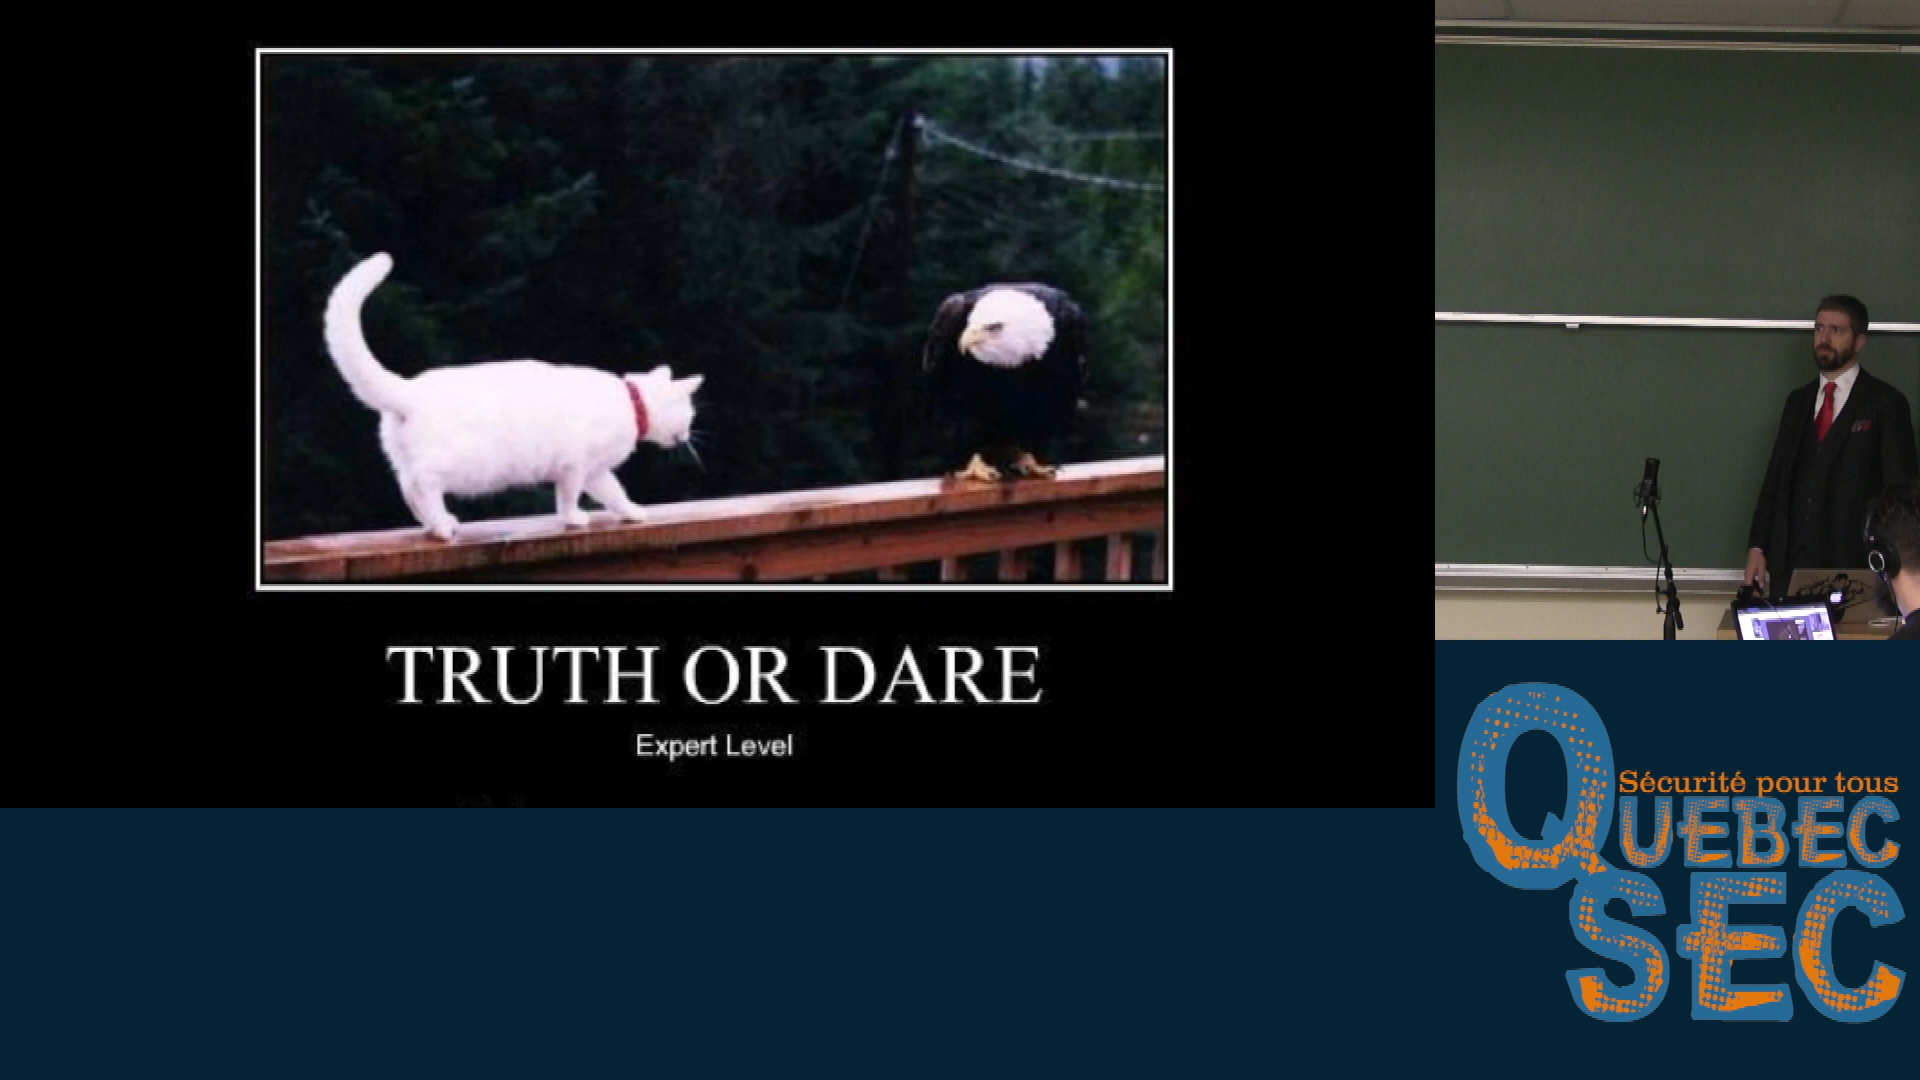 TRUTH OR DARE
Expert Level
Sécurité pour tous
QUEBEC
SEC